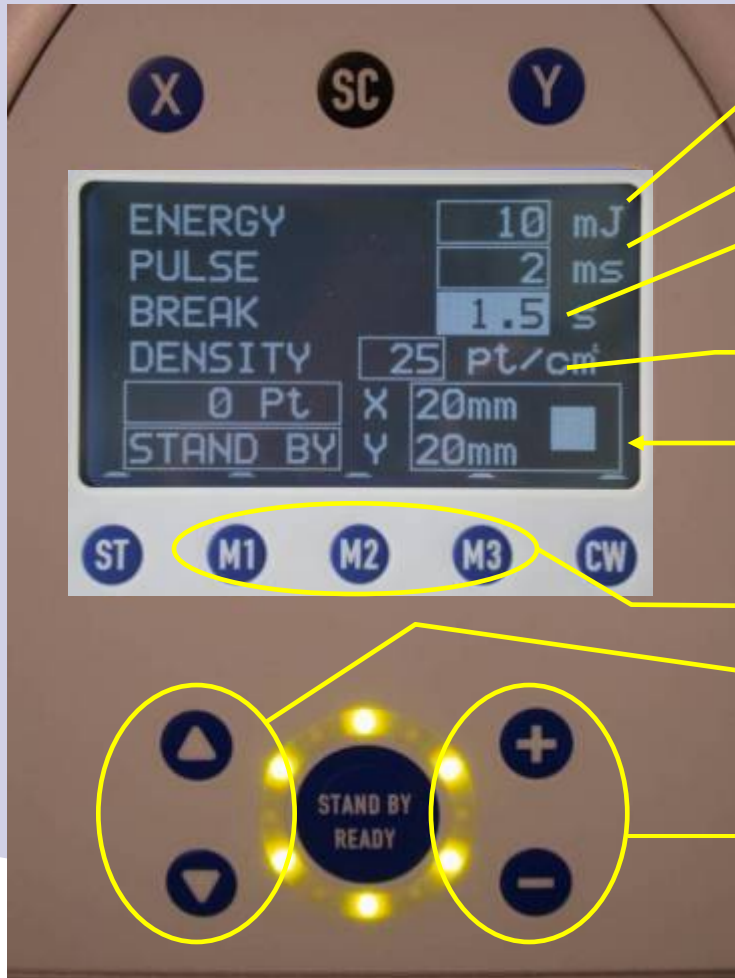 X SC Y
ENERGY 10 mJ
PULSE 2 ms
BREAK 1.5 s
DENSITY 25 pt/cm²
0 Pt X 20mm
STAND BY Y 20mm
ST M1 M2 M3 CW
STAND BY
READY